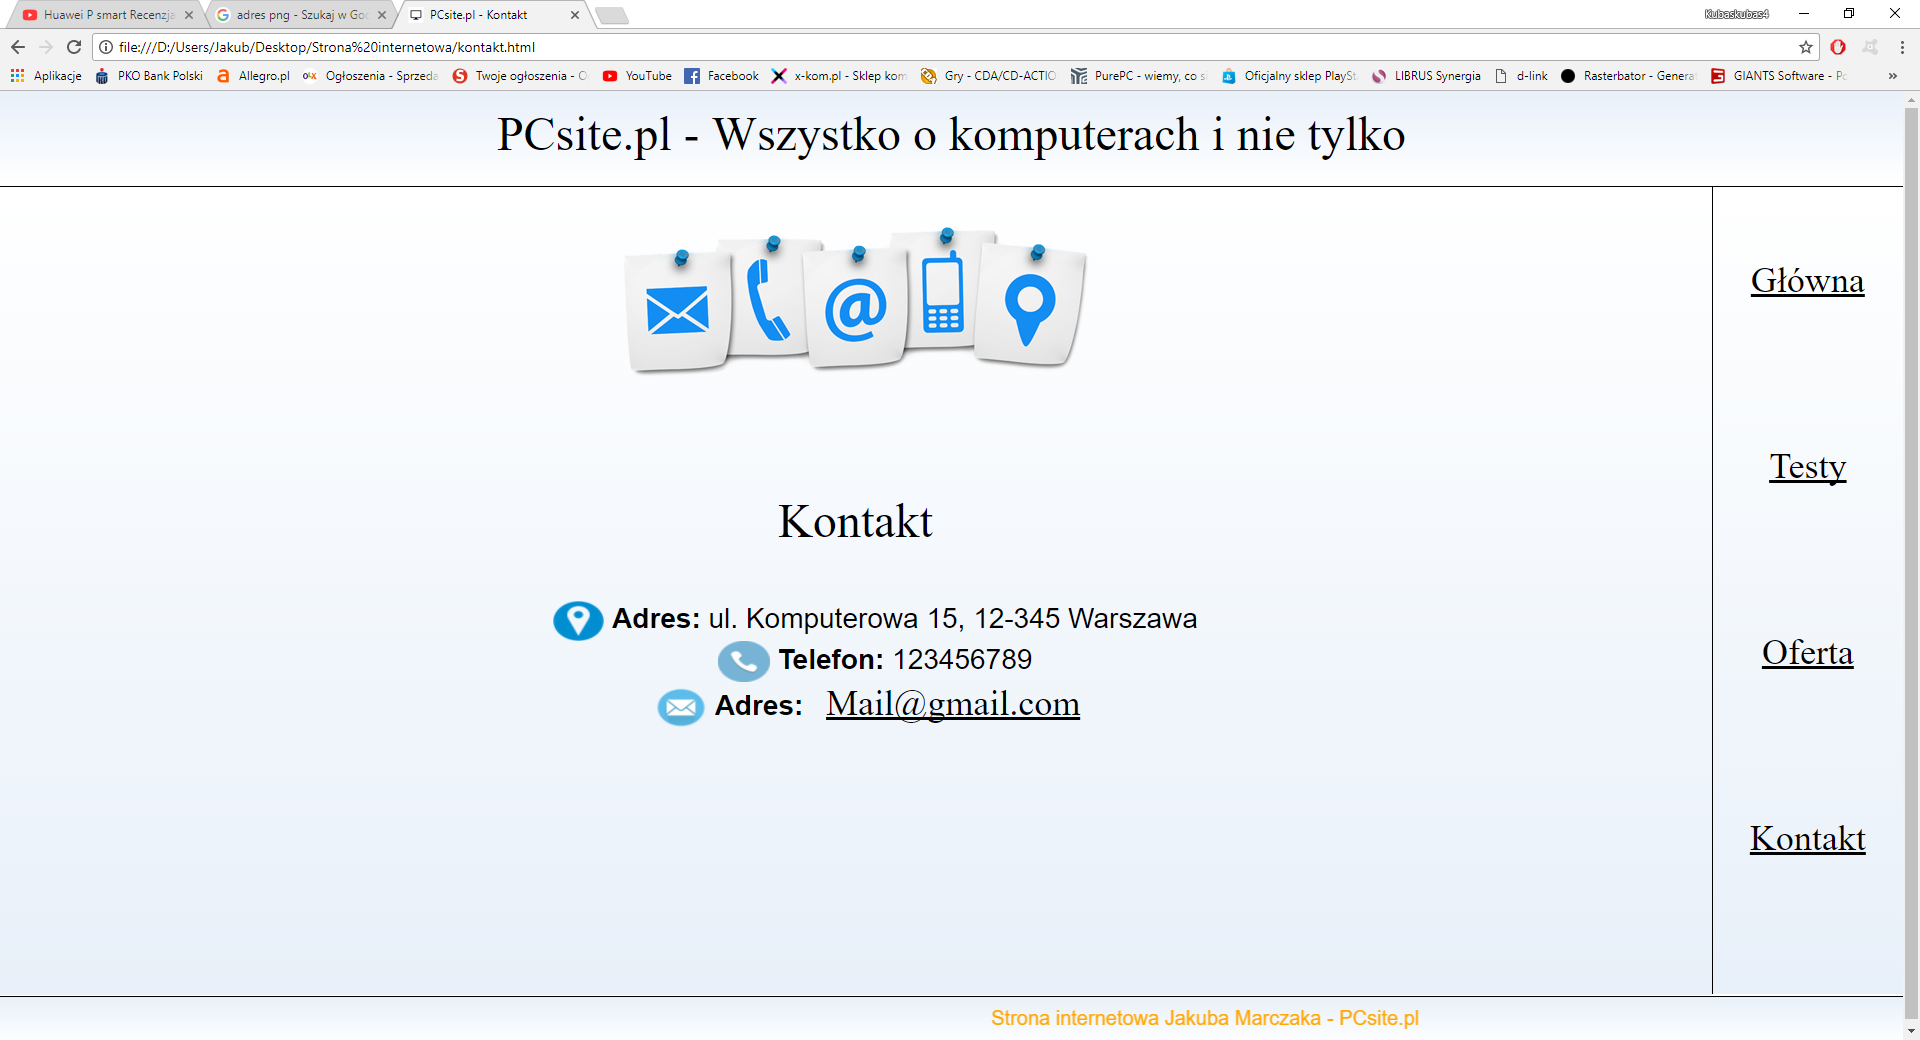 Huawei P smart Recenzja
adres png - Szukaj w Goo
PCsite.pl - Kontakt
Kubaskubas4
file:///D:/Users/Jakub/Desktop/Strona%20internetowa/kontakt.html
Aplikacje
PKO Bank Polski
Allegro.pl
Ogłoszenia - Sprzeda
Twoje ogłoszenia - O
YouTube
Facebook
x-kom.pl - Sklep kom
Gry - CDA/CD-ACTIO
PurePC - wiemy, co s
Oficjalny sklep PlaySt
LIBRUS Synergia
d-link
Rasterbator - Genera
GIANTS Software - Po
»
PCsite.pl - Wszystko o komputerach i nie tylko
@
Główna
Testy
Oferta
Kontakt
Kontakt
Adres: ul. Komputerowa 15, 12-345 Warszawa
Telefon: 123456789
Adres: Mail@gmail.com
Strona internetowa Jakuba Marczaka - PCsite.pl